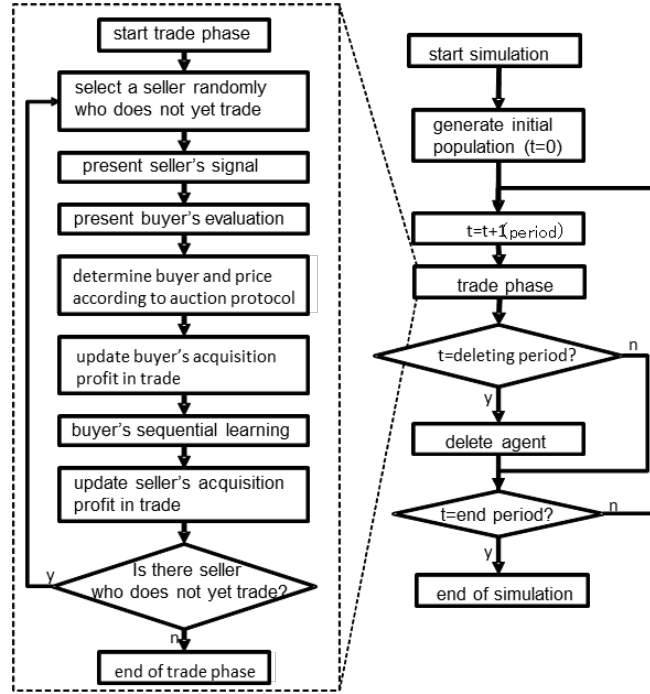 start trade phase
select a seller randomly
who does not yet trade
present seller's signal
present buyer's evaluation
determine buyer and price
according to auction protocol
update buyer's acquisition
profit in trade
buyer's sequential learning
update seller's acquisition
profit in trade
y
Is there seller
who does not yet trade?
n
end of trade phase
start simulation
generate initial
population (t=0)
t=t+1(period)
trade phase
t=deleting period?
n
y
delete agent
t=end period?
n
y
end of simulation